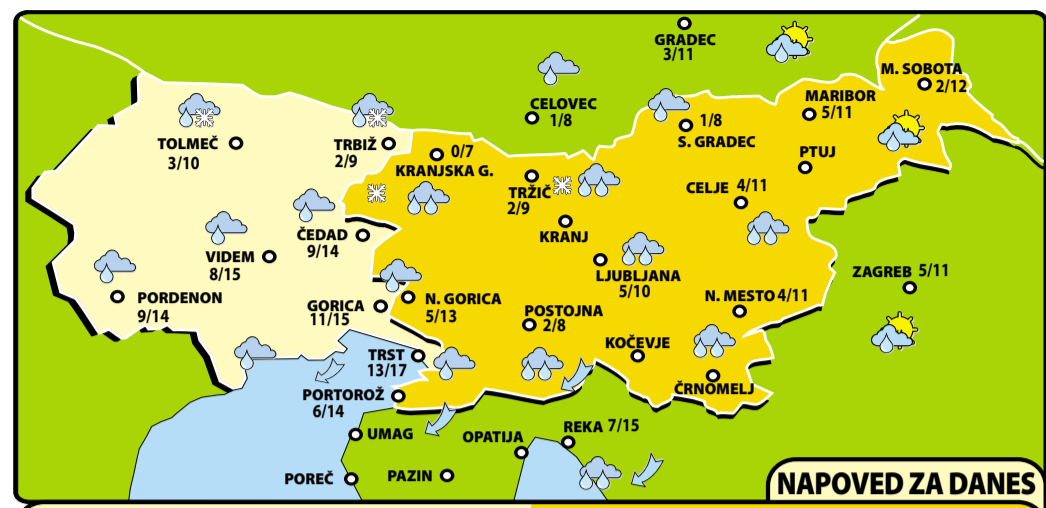 GRADEC
3/11
M. SOBOTA
2/12
CELOVEC
1/8
1/8
S. GRADEC
MARIBOR
5/11
TOLMEČ
3/10
TRBIŽ
2/9
0/7
KRANJSKA G.
TRŽIČ
2/9
PTUJ
CELJE 4/11
KRANJ
ČEDAD
9/14
VIDEM
8/15
LJUBLJANA
5/10
ZAGREB 5/11
PORDENON
9/14
GORICA
11/15
N. GORICA
5/13
POSTOJNA
2/8
N. MESTO 4/11
KOČEVJE
TRST
13/17
ČRNOMELJ
PORTOROŽ
6/14
UMAG
OPATIJA
REKA 7/15
POREČ
PAZIN
NAPOVED ZA DANES